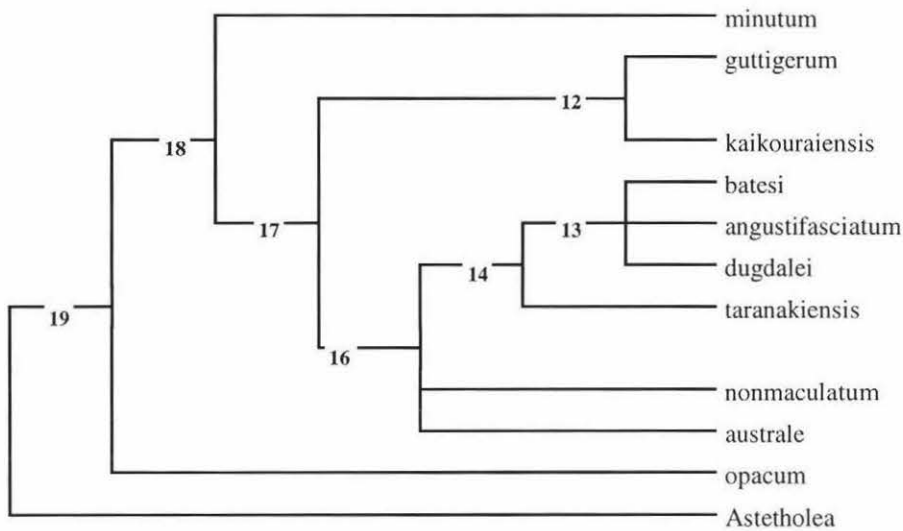 minutum
guttigerum
12
18
kaikouraiensis
batesi
17
13
angustifasciatum
14
dugdalei
taranakiensis
19
16
nonmaculatum
australe
opacum
Astetholea